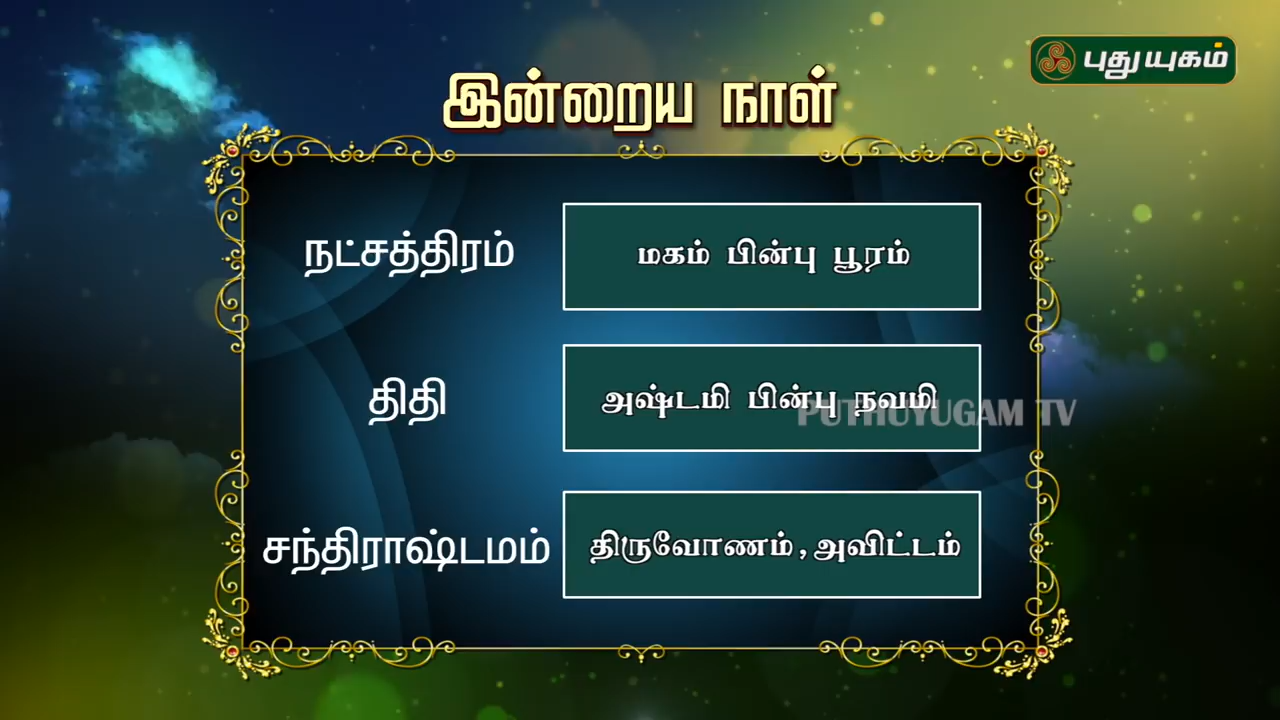 புதுயுகம்
இன்றைய நாள்
நட்சத்திரம் மகம் பின்பு பூரம்
திதி அஷ்டமி பின்பு நவமி
PUTHUYUGAM TV
சந்திராஷ்டமம் திருவோணம்,அவிட்டம்